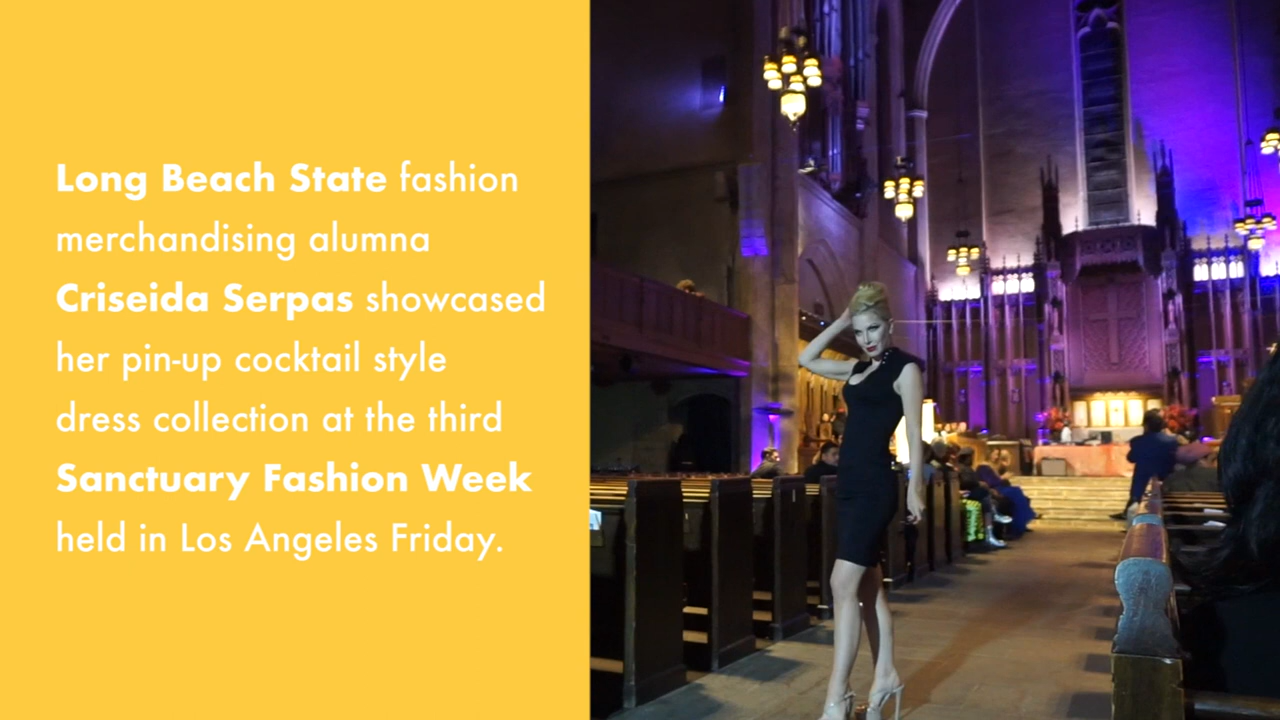 Long Beach State fashion
merchandising alumna
Criseida Serpas showcased
her pin-up cocktail style
dress collection at the third
Sanctuary Fashion Week
held in Los Angeles Friday.